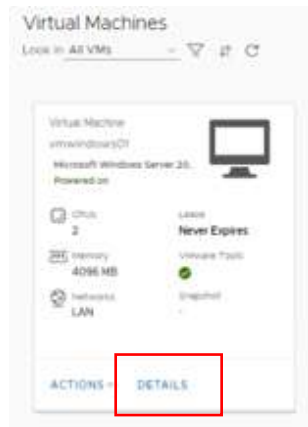 Virtual Machines
Look in All VMs
Virtual Machine
vmwindows01
Microsoft Windows Server 20...
Powered on
CPUs
2
Lease
Never Expires
Memory
4096 MB
VMware Tools
Networks
LAN
Snapshot
-
ACTIONS
DETAILS